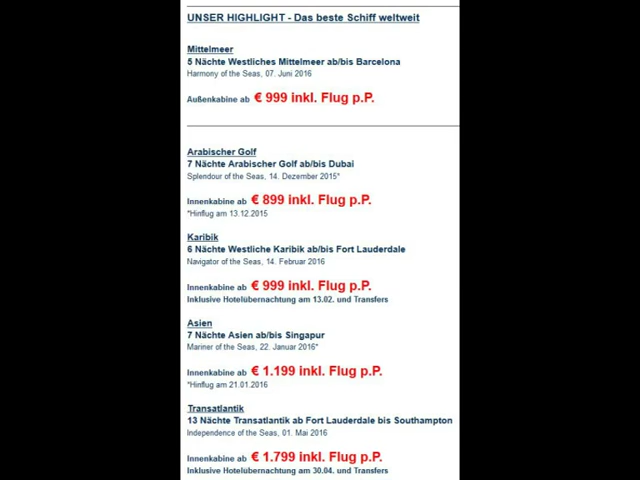 UNSER HIGHLIGHT - Das beste Schiff weltweit
Mittelmeer
5 Nächte Westliches Mittelmeer ab/bis Barcelona
Harmony of the Seas, 07. Juni 2016
Außenkabine ab € 999 inkl. Flug p.P.
Arabischer Golf
7 Nächte Arabischer Golf ab/bis Dubai
Splendour of the Seas, 14. Dezember 2015*
Innenkabine ab € 899 inkl. Flug p.P.
*Hinflug am 13.12.2015
Karibik
6 Nächte Westliche Karibik ab/bis Fort Lauderdale
Navigator of the Seas, 14. Februar 2016
Innenkabine ab € 999 inkl. Flug p.P.
Inklusive Hotelübernachtung am 13.02. und Transfers
Asien
7 Nächte Asien ab/bis Singapur
Mariner of the Seas, 22. Januar 2016*
Innenkabine ab € 1.199 inkl. Flug p.P.
*Hinflug am 21.01.2016
Transatlantik
13 Nächte Transatlantik ab Fort Lauderdale bis Southampton
Independence of the Seas, 01. Mai 2016
Innenkabine ab € 1.799 inkl. Flug p.P.
Inklusive Hotelübernachtung am 30.04. und Transfers